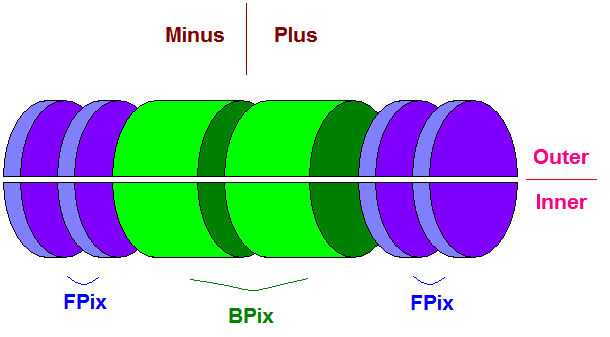 Minus
Plus
Outer
Inner
FPix
BPix
FPix